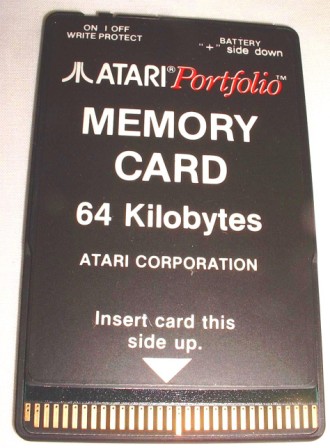 ON | OFF
WRITE PROTECT
BATTERY
"+" side down
ATARI® Portfolio™
MEMORY
CARD
64 Kilobytes
ATARI CORPORATION
Insert card this
side up.